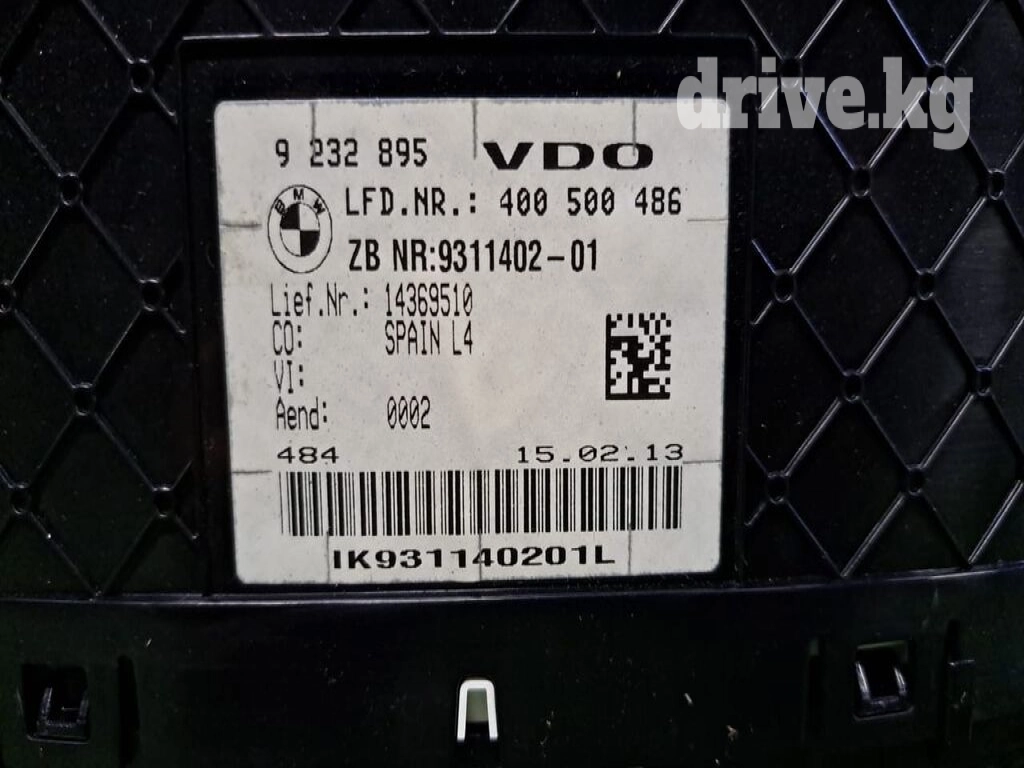 drive.kg
9 232 895 VDO
BMW
LFD.NR.: 400 500 486
ZB NR:9311402-01
Lief.Nr.: 14369510
CO: SPAIN L4
VI:
Aend: 0002
484 15.02.13
IK931140201L